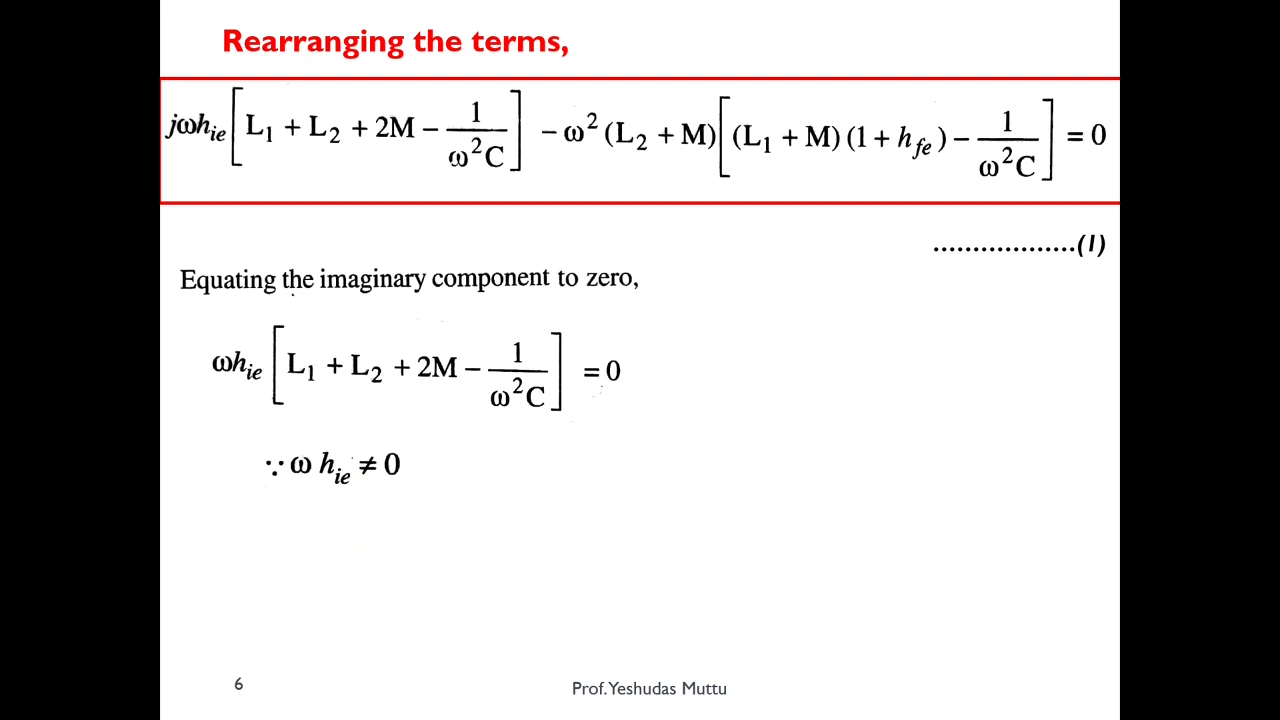 Rearranging the terms,
jωh_ie [ L₁ + L₂ + 2M − 1/(ω²C) ] − ω² (L₂ + M) [ (L₁ + M) (1 + h_fe) − 1/(ω²C) ] = 0
..................(1)
Equating the imaginary component to zero,
ωh_ie [ L₁ + L₂ + 2M − 1/(ω²C) ] = 0
∵ ω h_ie ≠ 0
6
Prof.Yeshudas Muttu